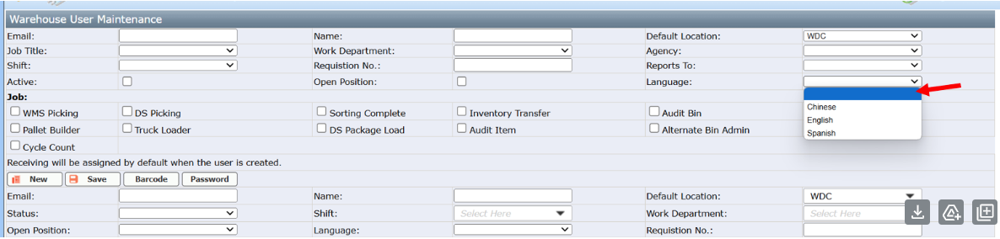 Warehouse User Maintenance
Email: Name: Default Location: WDC
Job Title: Work Department: Agency:
Shift: Requistion No.: Reports To:
Active: Open Position: Language:
Job:
WMS Picking DS Picking Sorting Complete Inventory Transfer Audit Bin
Chinese
English
Spanish
Pallet Builder Truck Loader DS Package Load Audit Item Alternate Bin Admin
Cycle Count
Receiving will be assigned by default when the user is created.
New Save Barcode Password
Email: Name: Default Location: WDC
Status: Shift: Select Here Work Department: Select Here
Open Position: Language: Requistion No.: